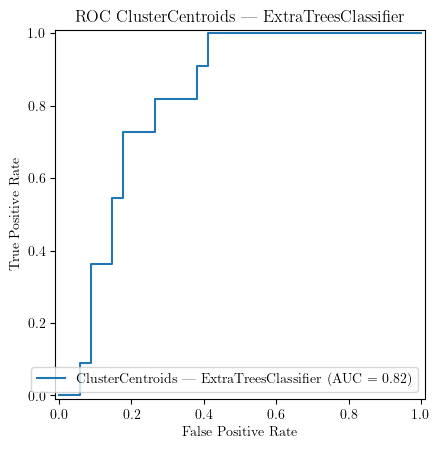 ROC ClusterCentroids — ExtraTreesClassifier
1.0
0.8
0.6
0.4
0.2
0.0
True Positive Rate
ClusterCentroids — ExtraTreesClassifier (AUC = 0.82)
0.0 0.2 0.4 0.6 0.8 1.0
False Positive Rate